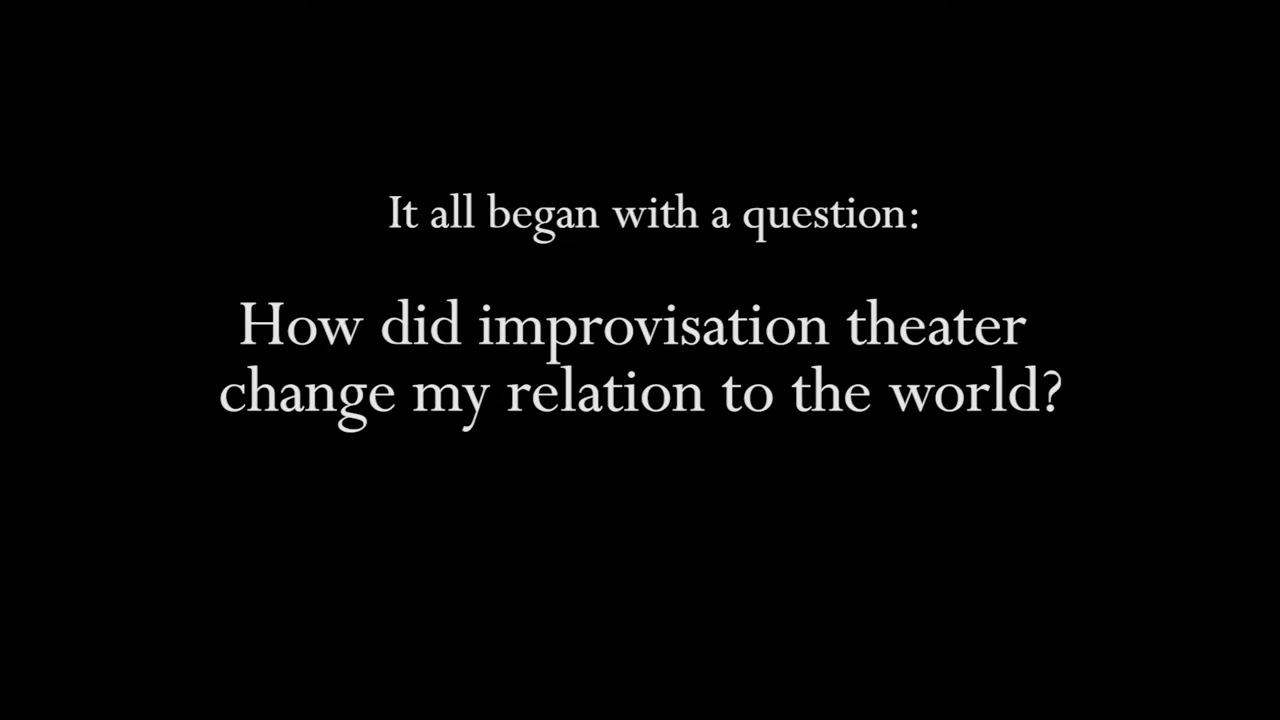 It all began with a question:
How did improvisation theater
change my relation to the world?